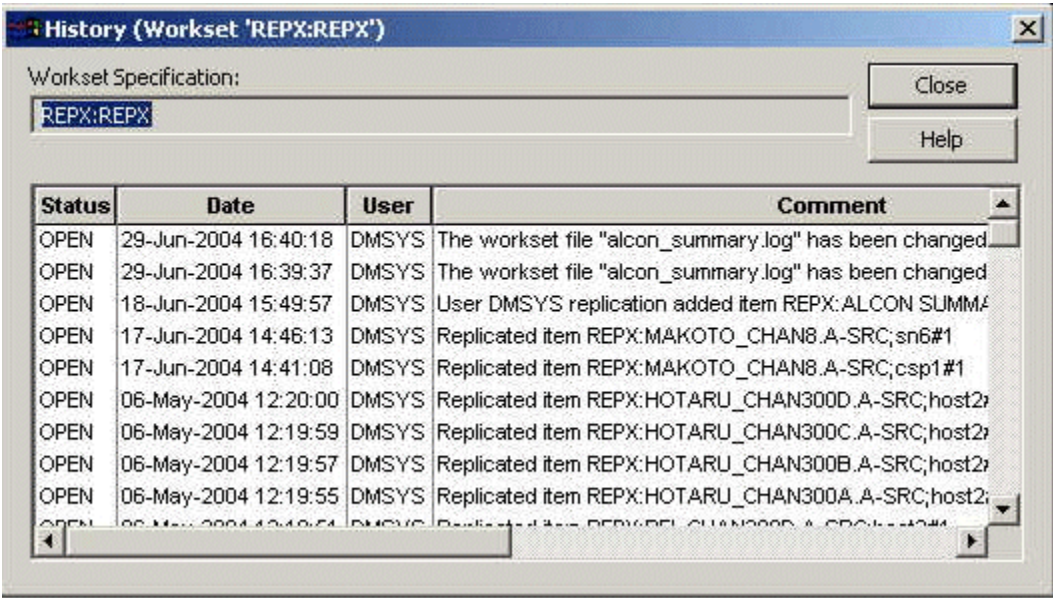 History (Workset 'REPX:REPX')
Workset Specification:
REPX:REPX
Close
Help
Status Date User Comment
OPEN 29-Jun-2004 16:40:18 DMSYS The workset file "alcon_summary.log" has been changed
OPEN 29-Jun-2004 16:39:37 DMSYS The workset file "alcon_summary.log" has been changed
OPEN 18-Jun-2004 15:49:57 DMSYS User DMSYS replication added item REPX:ALCON SUMMA
OPEN 17-Jun-2004 14:46:13 DMSYS Replicated item REPX:MAKOTO_CHAN8.A-SRC;sn6#1
OPEN 17-Jun-2004 14:41:08 DMSYS Replicated item REPX:MAKOTO_CHAN8.A-SRC;csp1#1
OPEN 06-May-2004 12:20:00 DMSYS Replicated item REPX:HOTARU_CHAN300D.A-SRC;host2#
OPEN 06-May-2004 12:19:59 DMSYS Replicated item REPX:HOTARU_CHAN300C.A-SRC;host2#
OPEN 06-May-2004 12:19:57 DMSYS Replicated item REPX:HOTARU_CHAN300B.A-SRC;host2#
OPEN 06-May-2004 12:19:55 DMSYS Replicated item REPX:HOTARU_CHAN300A.A-SRC;host2#